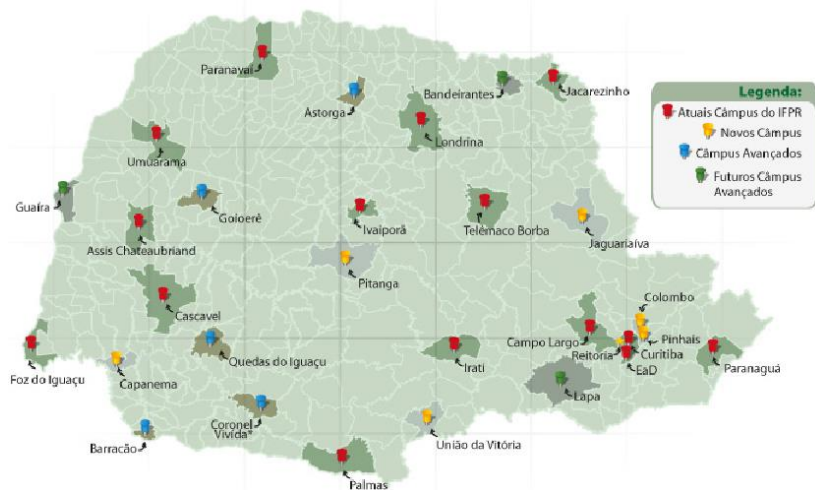 Paranavaí
Astorga
Bandeirantes
Jacarezinho
Londrina
Legenda:
Atuais Câmpus do IFPR
Novos Câmpus
Câmpus Avançados
Futuros Câmpus
Avançados
Umuarama
Guaíra
Goioerê
Assis Chateaubriand
Ivaiporã
Telêmaco Borba
Jaguariaíva
Pitanga
Cascavel
Colombo
Pinhais
Campo Largo
Reitoria
Curitiba
EaD
Paranaguá
Foz do Iguaçu
Capanema
Quedas do Iguaçu
Irati
Lapa
Coronel
Vivida*
Barracão
União da Vitória
Palmas